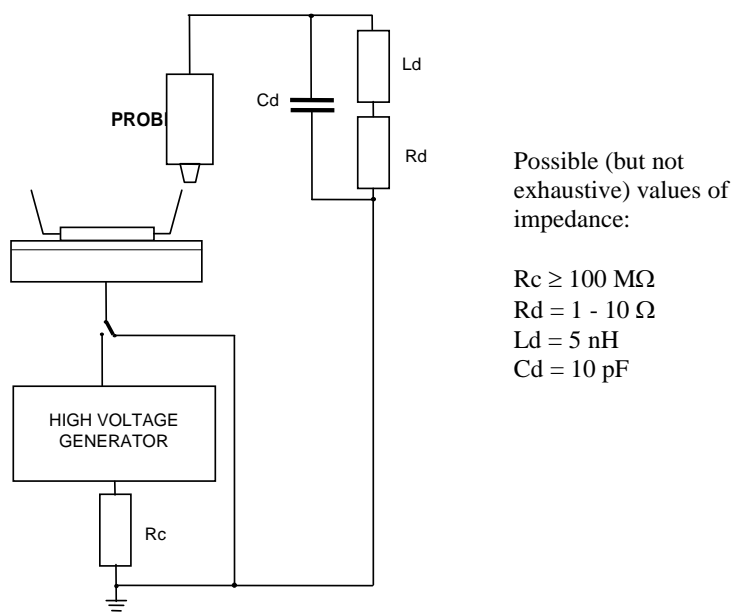 Ld
Cd
PROB
Rd
Possible (but not
exhaustive) values of
impedance:
Rc ≥ 100 MΩ
Rd = 1 - 10 Ω
Ld = 5 nH
Cd = 10 pF
HIGH VOLTAGE
GENERATOR
Rc